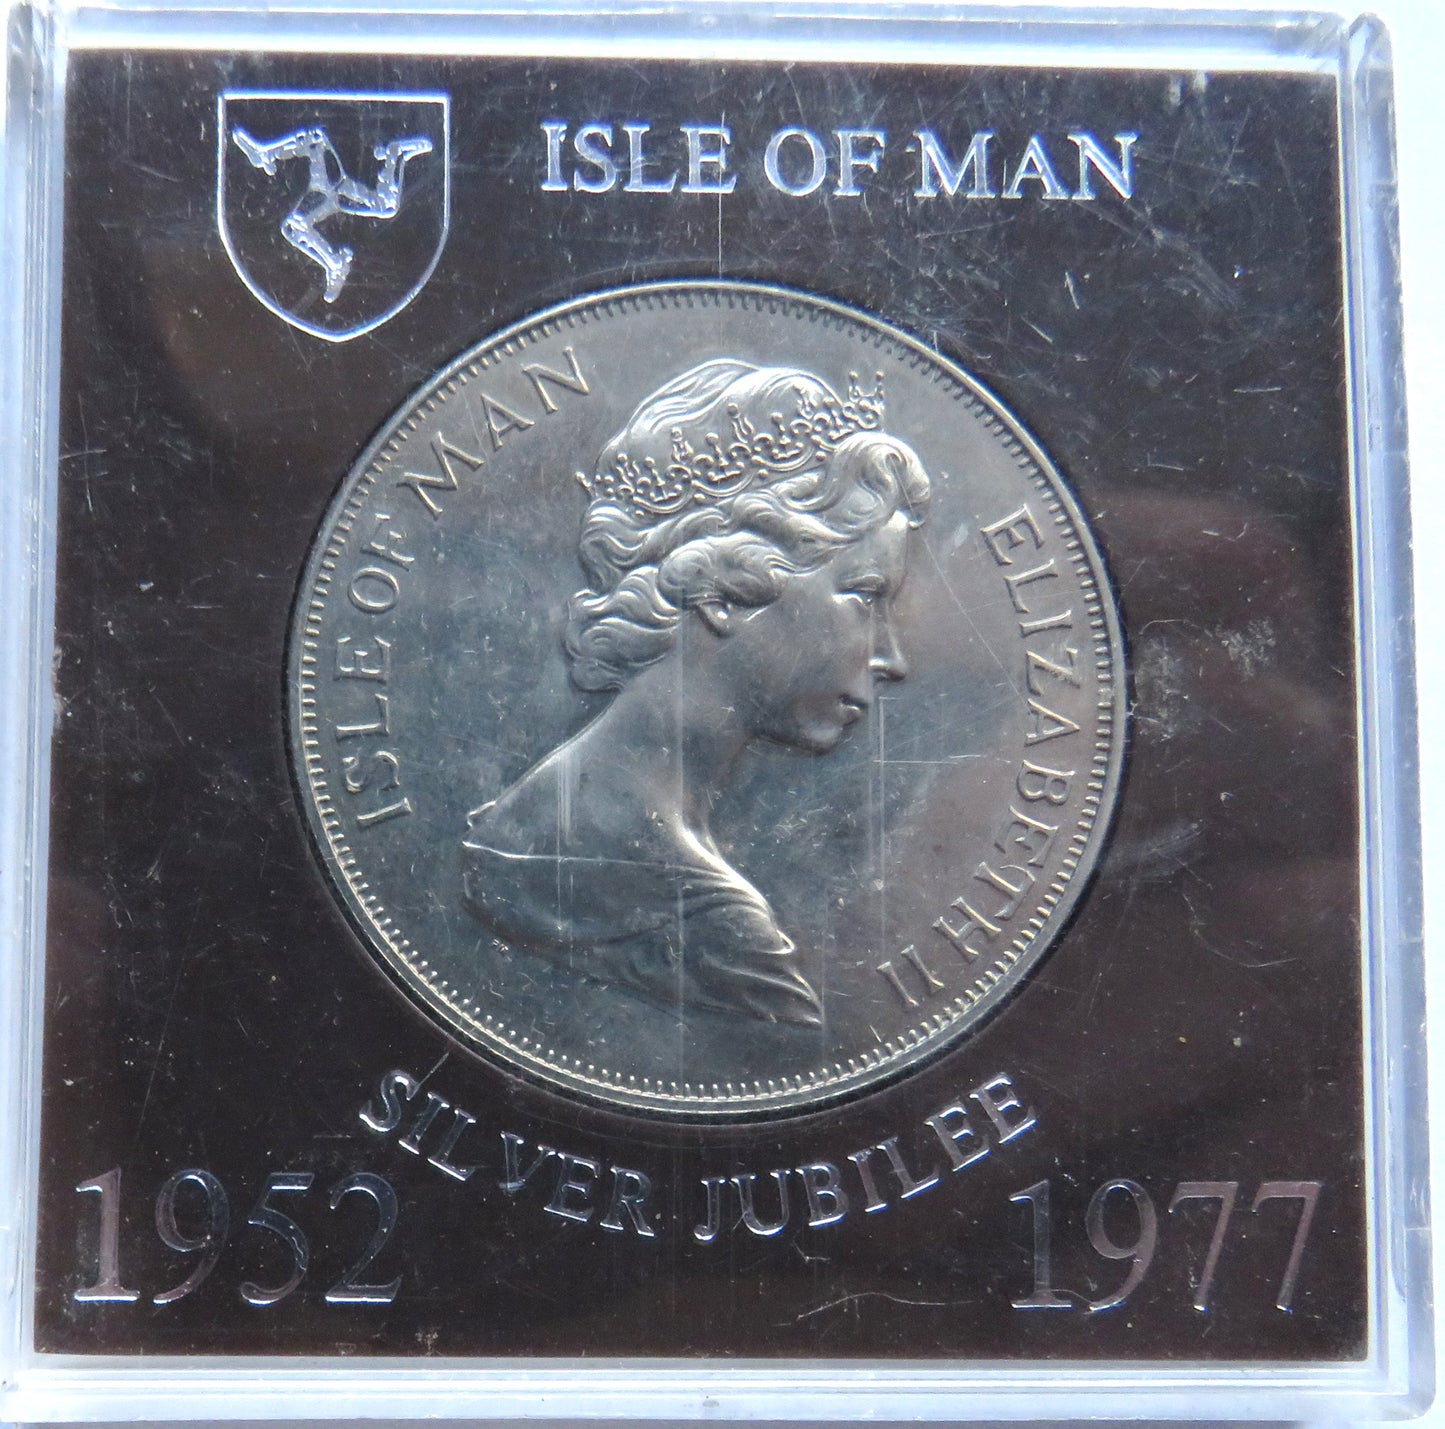 ISLE OF MAN
ISLE OF MAN
ELIZABETH II
SILVER JUBILEE
1952
1977